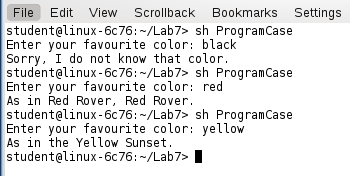 File Edit View Scrollback Bookmarks Settings
student@linux-6c76:~/Lab7> sh ProgramCase
Enter your favourite color: black
Sorry, I do not know that color.
student@linux-6c76:~/Lab7> sh ProgramCase
Enter your favourite color: red
As in Red Rover, Red Rover.
student@linux-6c76:~/Lab7> sh ProgramCase
Enter your favourite color: yellow
As in the Yellow Sunset.
student@linux-6c76:~/Lab7>